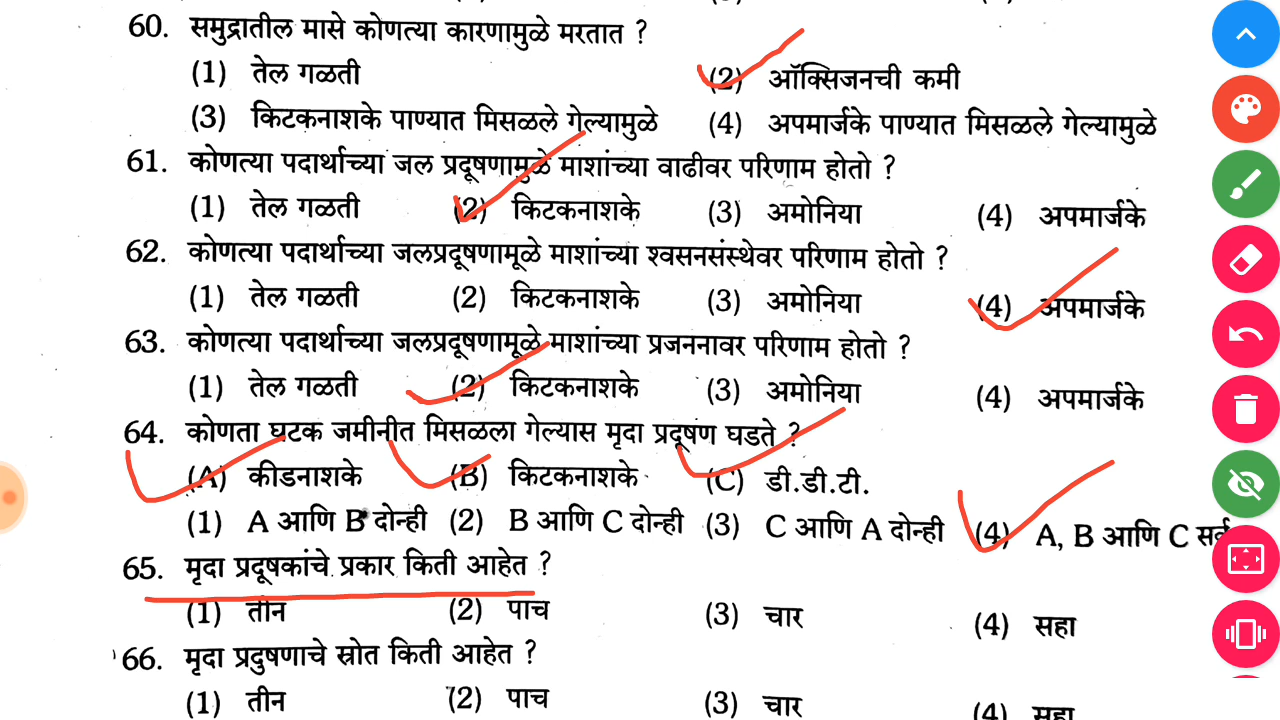 60. समुद्रातील मासे कोणत्या कारणामुळे मरतात ?
(1) तेल गळती (2) ऑक्सिजनची कमी
(3) किटकनाशके पाण्यात मिसळले गेल्यामुळे (4) अपमार्जके पाण्यात मिसळले गेल्यामुळे
61. कोणत्या पदार्थाच्या जल प्रदूषणामुळे माशांच्या वाढीवर परिणाम होतो ?
(1) तेल गळती (2) किटकनाशके (3) अमोनिया (4) अपमार्जके
62. कोणत्या पदार्थाच्या जलप्रदूषणामूळे माशांच्या श्वसनसंस्थेवर परिणाम होतो ?
(1) तेल गळती (2) किटकनाशके (3) अमोनिया (4) अपमार्जके
63. कोणत्या पदार्थाच्या जलप्रदूषणामूळे माशांच्या प्रजननावर परिणाम होतो ?
(1) तेल गळती (2) किटकनाशके (3) अमोनिया (4) अपमार्जके
64. कोणता घटक जमीनीत मिसळला गेल्यास मृदा प्रदूषण घडते ?
(A) कीडनाशके (B) किटकनाशके (C) डी.डी.टी.
(1) A आणि B दोन्ही (2) B आणि C दोन्ही (3) C आणि A दोन्ही (4) A, B आणि C सर्व
65. मृदा प्रदूषकांचे प्रकार किती आहेत ?
(1) तीन (2) पाच (3) चार (4) सहा
66. मृदा प्रदुषणाचे स्रोत किती आहेत ?
(1) तीन (2) पाच (3) चार (4) सहा